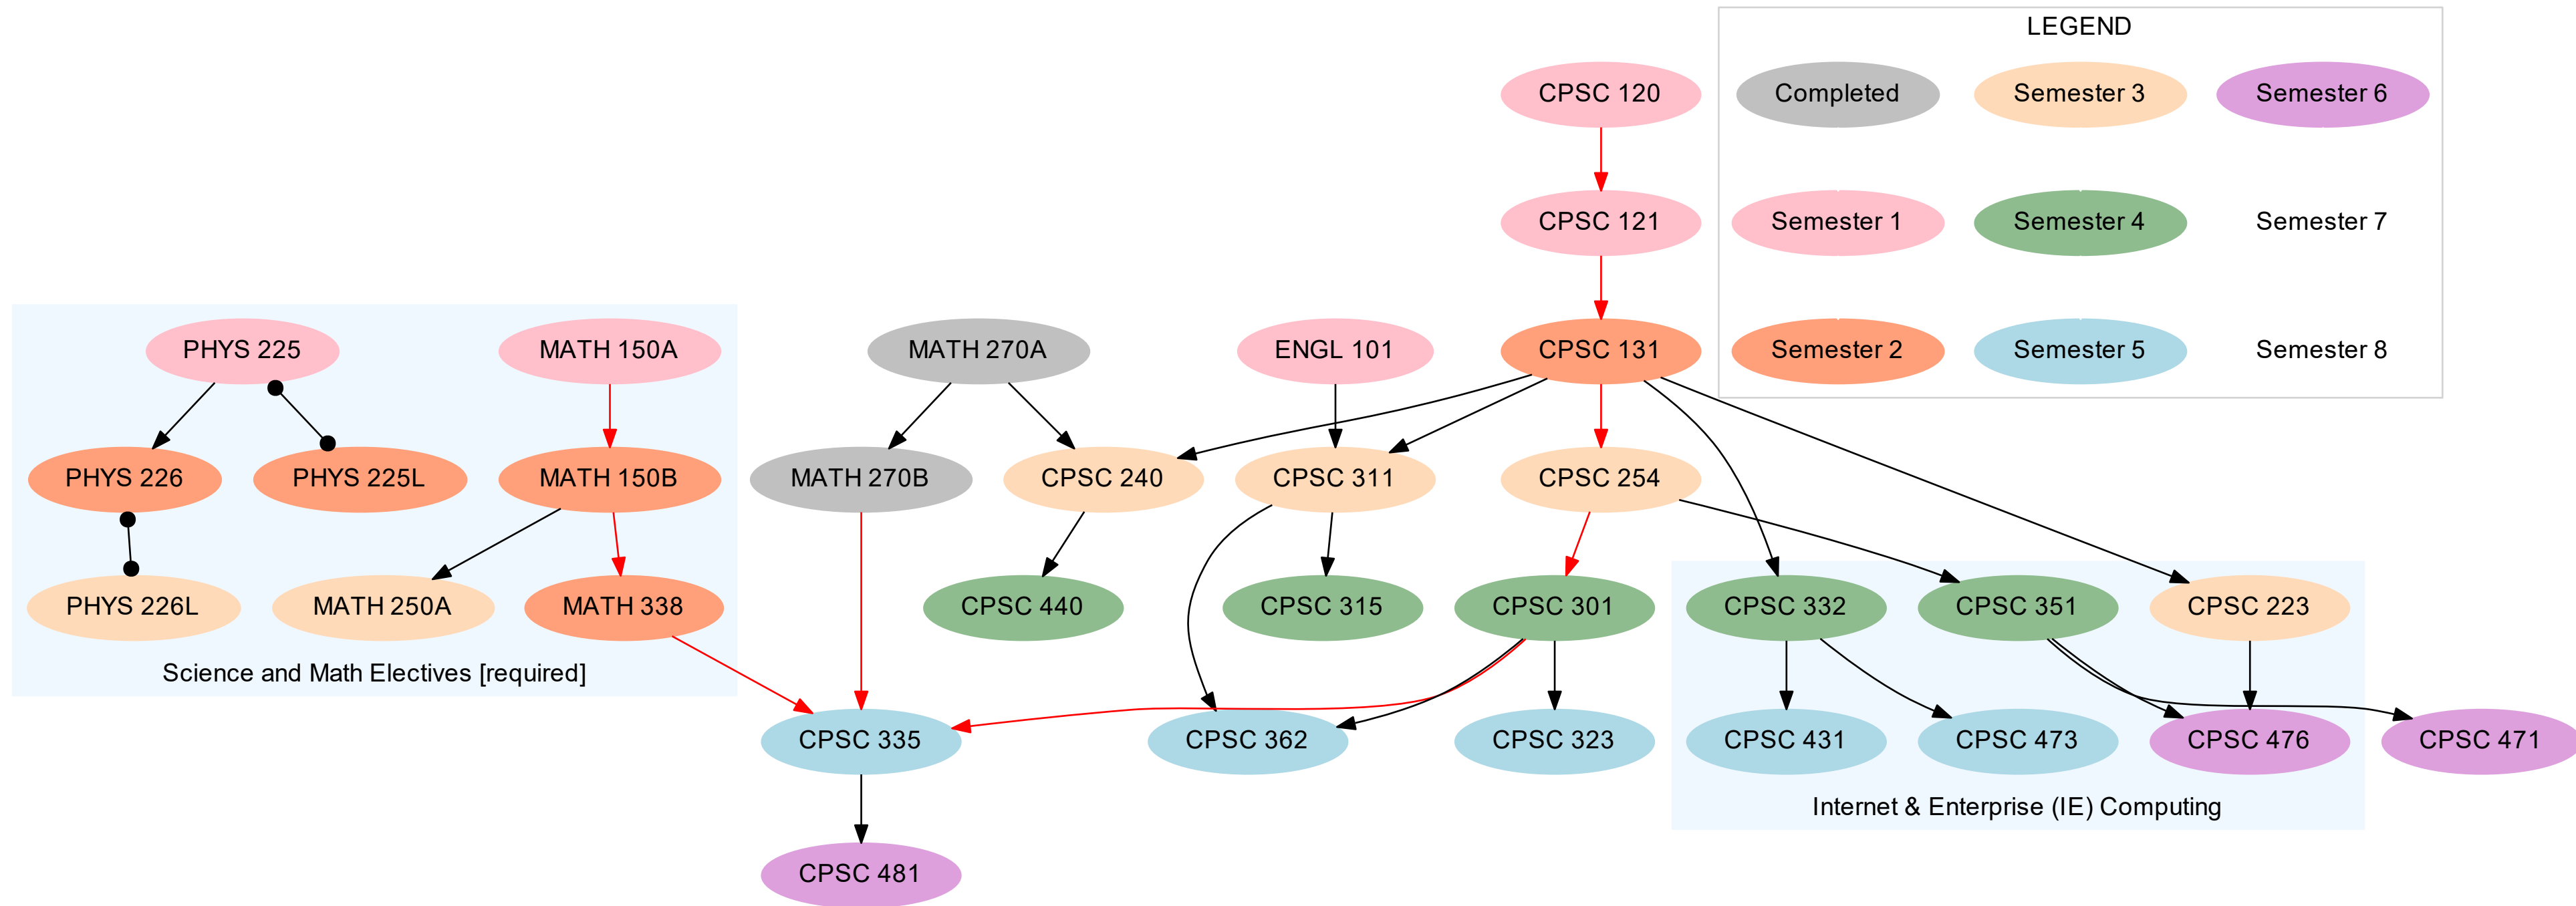 LEGEND
CPSC 120
Completed
Semester 3
Semester 6
CPSC 121
Semester 1
Semester 4
Semester 7
PHYS 225
MATH 150A
MATH 270A
ENGL 101
CPSC 131
Semester 2
Semester 5
Semester 8
PHYS 226
PHYS 225L
MATH 150B
MATH 270B
CPSC 240
CPSC 311
CPSC 254
PHYS 226L
MATH 250A
MATH 338
CPSC 440
CPSC 315
CPSC 301
CPSC 332
CPSC 351
CPSC 223
Science and Math Electives [required]
CPSC 335
CPSC 362
CPSC 323
CPSC 431
CPSC 473
CPSC 476
CPSC 471
Internet & Enterprise (IE) Computing
CPSC 481